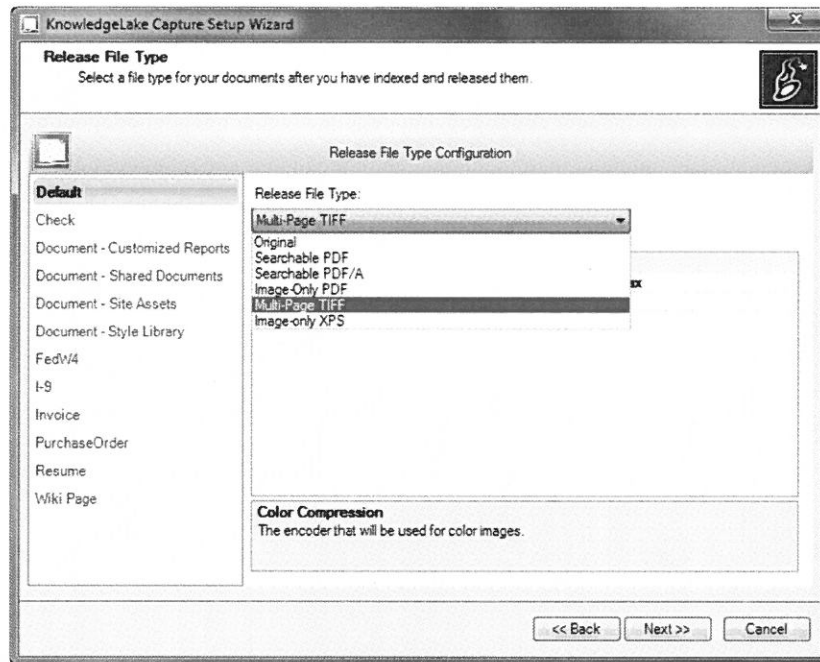 KnowledgeLake Capture Setup Wizard
Release File Type
Select a file type for your documents after you have indexed and released them.
Release File Type Configuration
Default
Check
Document - Customized Reports
Document - Shared Documents
Document - Site Assets
Document - Style Library
FedW4
I-9
Invoice
PurchaseOrder
Resume
Wiki Page
Release File Type:
Multi-Page TIFF
Original
Searchable PDF
Searchable PDF/A
Image-Only PDF
Multi-Page TIFF
Image-only XPS
ax
Color Compression
The encoder that will be used for color images.
<< Back
Next >>
Cancel